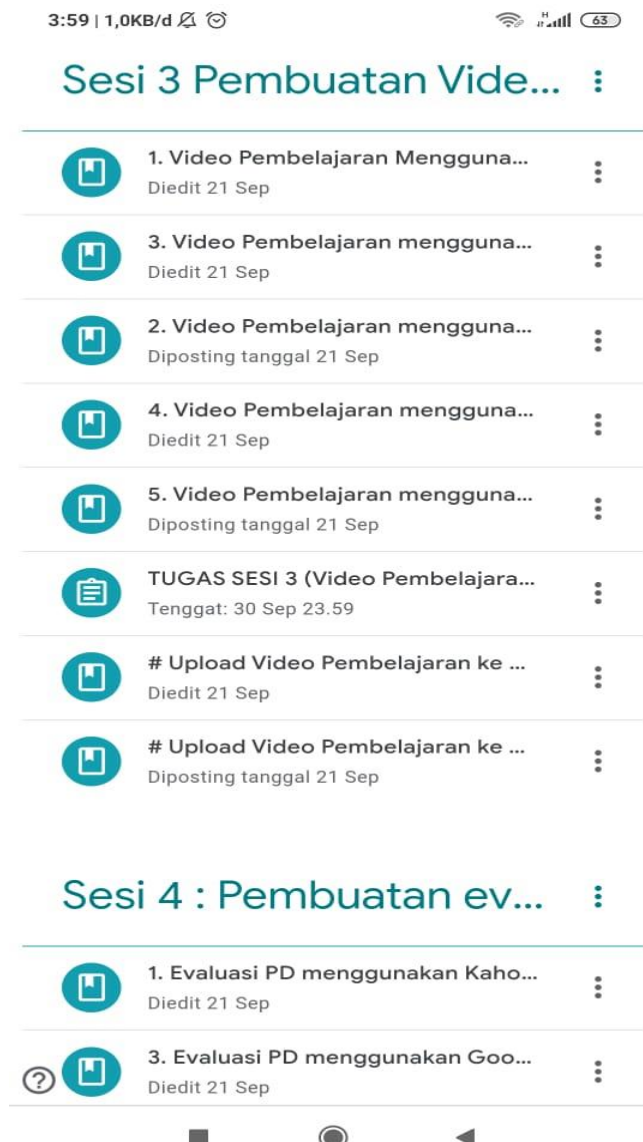 3:59 | 1,0KB/d
63
Sesi 3 Pembuatan Vide...
1. Video Pembelajaran Mengguna...
Diedit 21 Sep
3. Video Pembelajaran mengguna...
Diedit 21 Sep
2. Video Pembelajaran mengguna...
Diposting tanggal 21 Sep
4. Video Pembelajaran mengguna...
Diedit 21 Sep
5. Video Pembelajaran mengguna...
Diposting tanggal 21 Sep
TUGAS SESI 3 (Video Pembelajara...
Tenggat: 30 Sep 23.59
# Upload Video Pembelajaran ke ...
Diedit 21 Sep
# Upload Video Pembelajaran ke ...
Diposting tanggal 21 Sep
Sesi 4 : Pembuatan ev...
1. Evaluasi PD menggunakan Kaho...
Diedit 21 Sep
3. Evaluasi PD menggunakan Goo...
Diedit 21 Sep